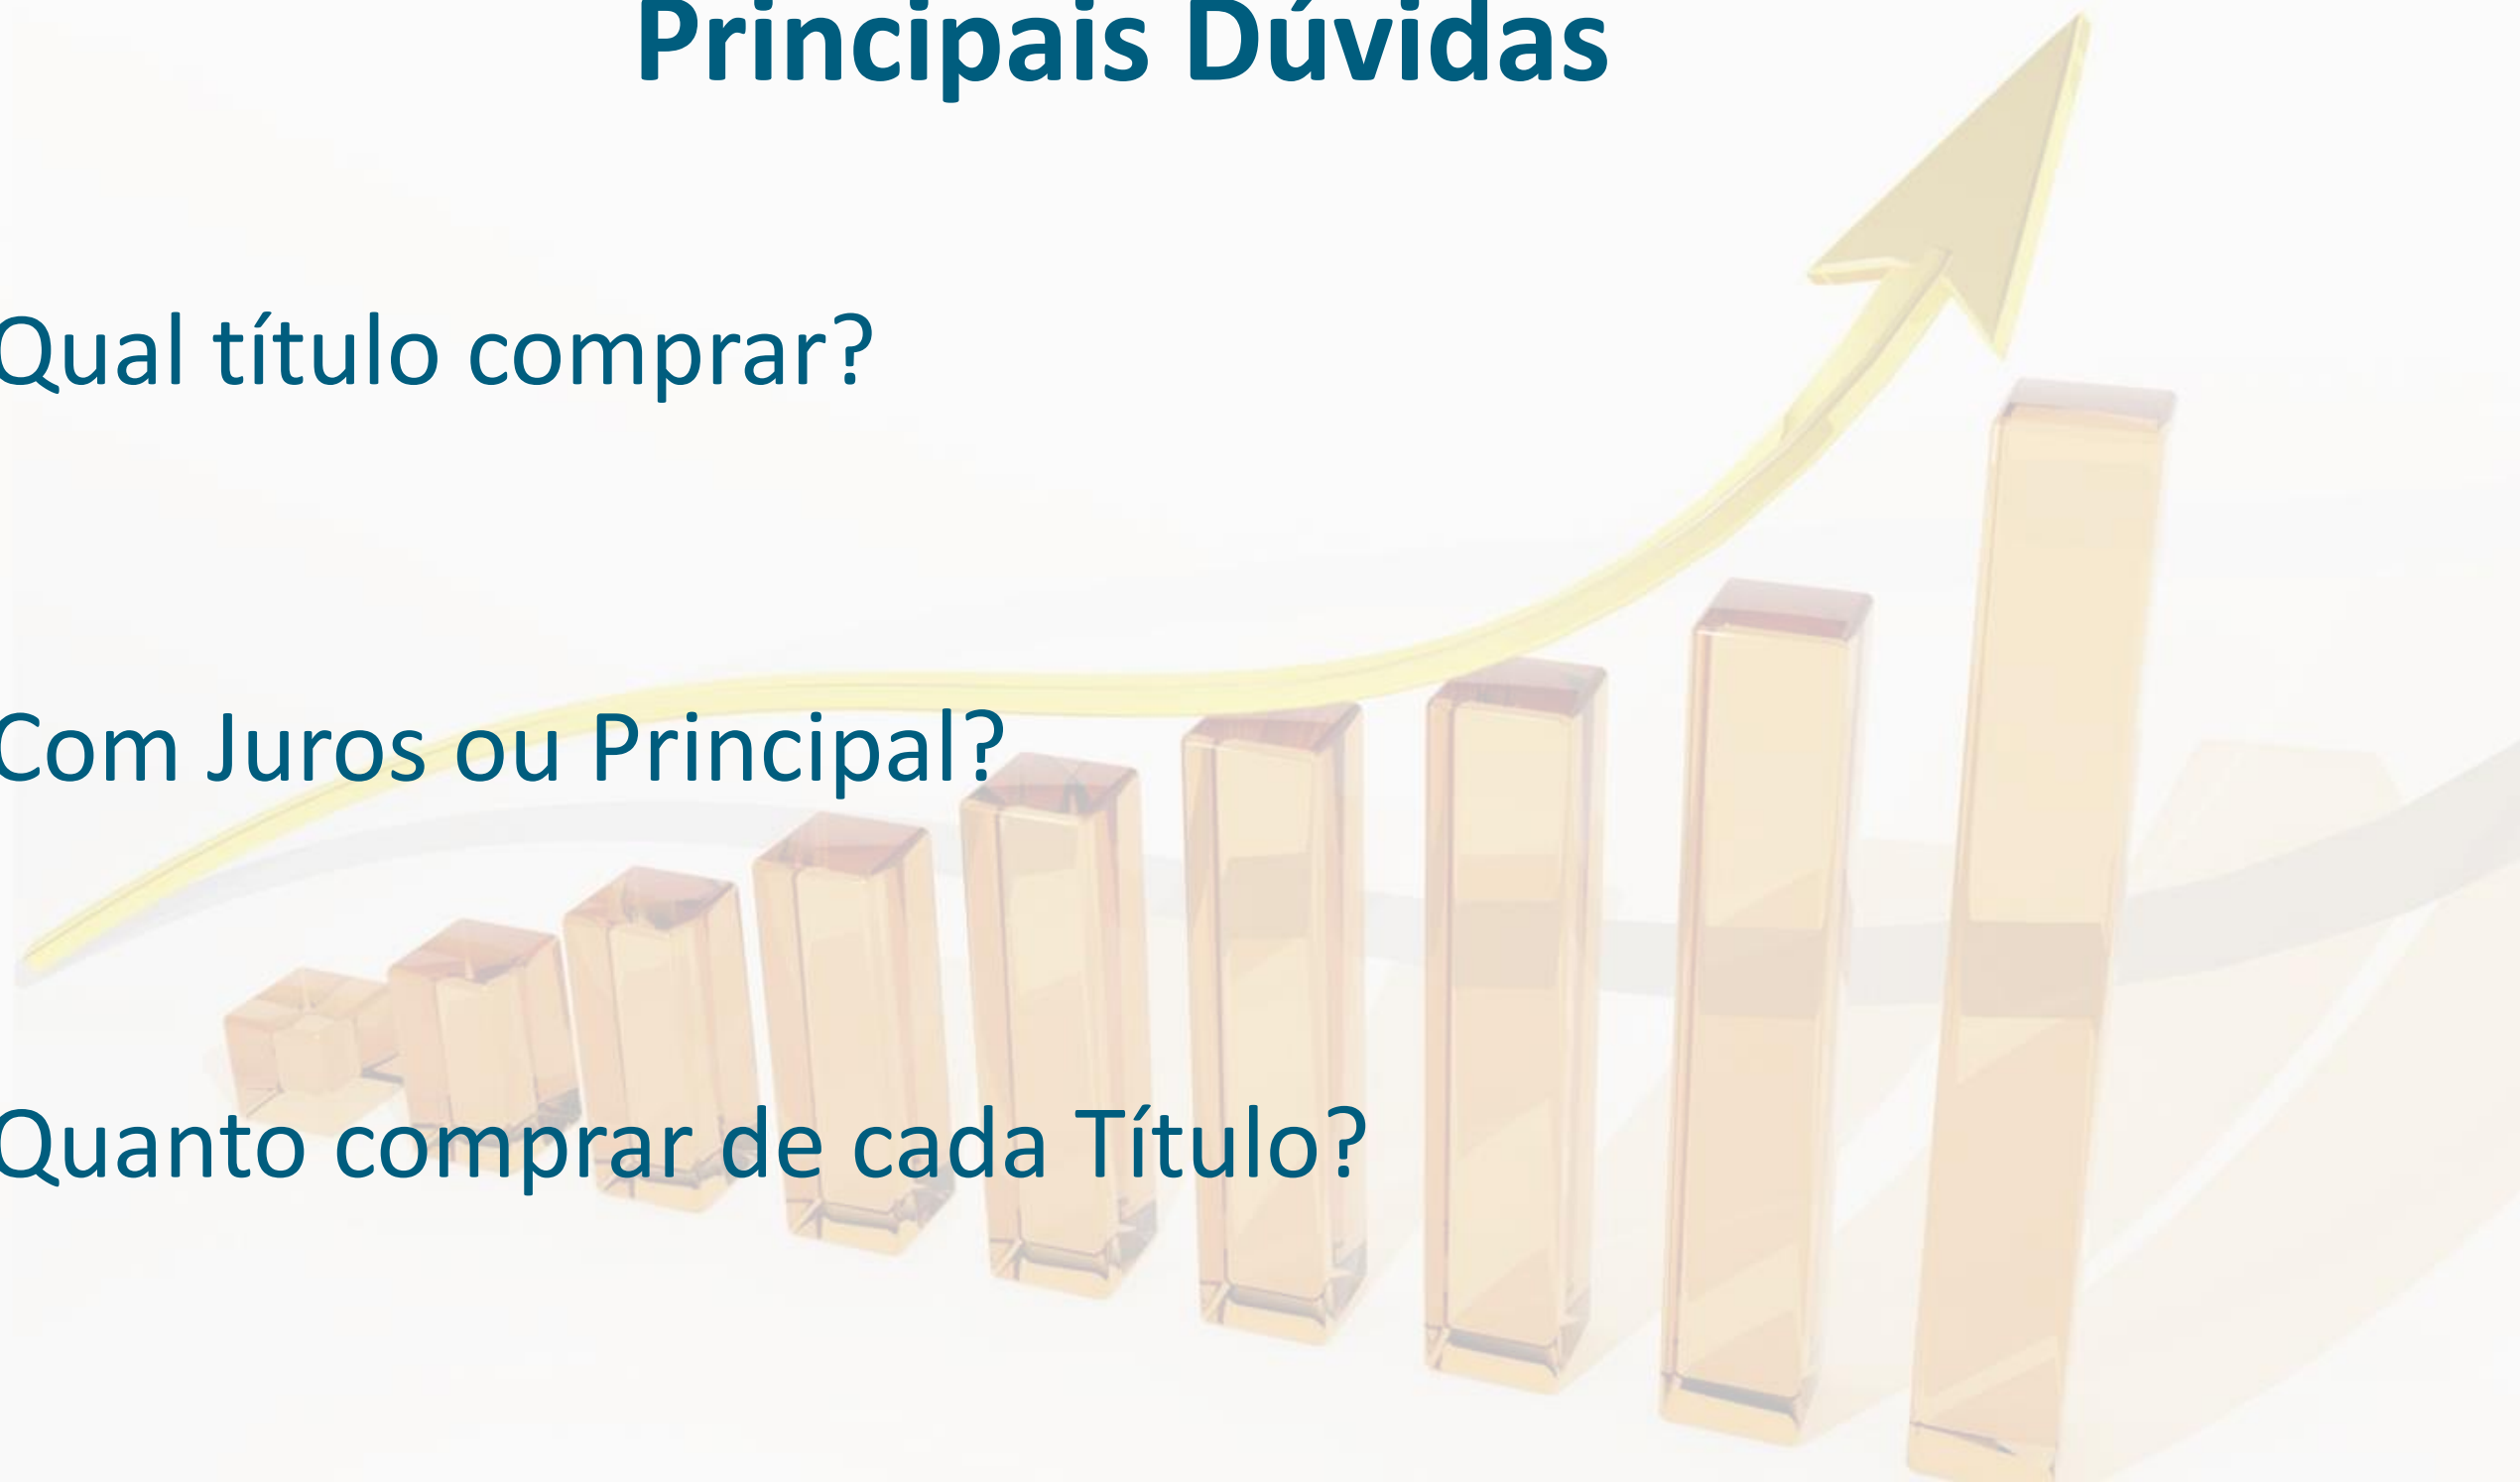 Principais Dúvidas
Qual título comprar?
Com Juros ou Principal?
Quanto comprar de cada Título?